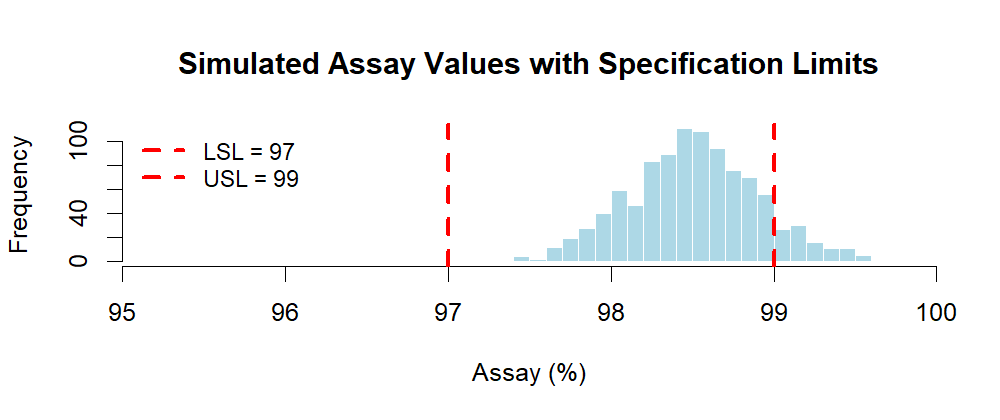 Simulated Assay Values with Specification Limits
Frequency
100
40
0
LSL = 97
USL = 99
95 96 97 98 99 100
Assay (%)